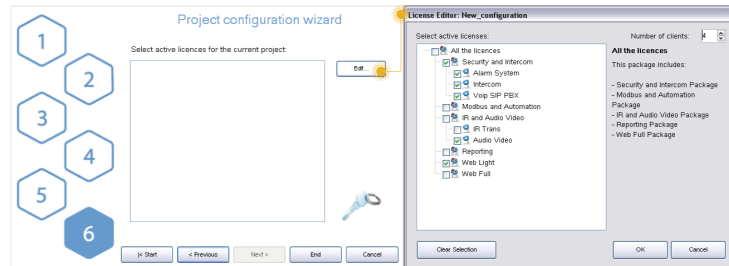 Project configuration wizard
1
2
3
4
5
6
Select active licences for the current project:
Edit...
|< Start
< Previous
Next >
End
Cancel
License Editor: New_configuration
Select active licenses:
Number of clients: 4
All the licences
Security and Intercom
Alarm System
Intercom
Voip SIP PBX
Modbus and Automation
IR and Audio Video
IR Trans
Audio Video
Reporting
Web Light
Web Full
All the licences
This package includes:
- Security and Intercom Package
- Modbus and Automation
Package
- IR and Audio Video Package
- Reporting Package
- Web Full Package
Clear Selection
OK
Cancel